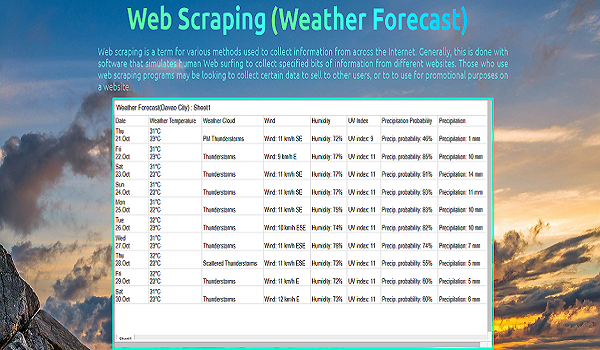 Web Scraping (Weather Forecast)
Web scraping is a term for various methods used to collect information from across the Internet. Generally, this is done with
software that simulates human Web surfing to collect specified bits of information from different websites. Those who use
web scraping programs may be looking to collect certain data to sell to other users, or to to use for promotional purposes on
a website
Weather Forecast(Davao City) : Sheet1
Date Weather Temperature Weather Cloud Wind Humidity UV Index Precipitation Probability Precipitation
Thu 31°C
21.Oct 23°C PM Thunderstorms Wind: 11 km/h SE Humidity: 72% UV index: 9 Precip. probability: 46% Precipitation: 1 mm
Fri 31°C
22.Oct 23°C Thunderstorms Wind: 9 km/h E Humidity: 77% UV index: 11 Precip. probability: 85% Precipitation: 10 mm
Sat 31°C
23.Oct 23°C Thunderstorms Wind: 11 km/h SE Humidity: 77% UV index: 11 Precip. probability: 91% Precipitation: 14 mm
Sun 31°C
24.Oct 23°C Thunderstorms Wind: 11 km/h SE Humidity: 77% UV index: 11 Precip. probability: 93% Precipitation: 11 mm
Mon 31°C
25.Oct 22°C Thunderstorms Wind: 11 km/h SE Humidity: 75% UV index: 11 Precip. probability: 83% Precipitation: 10 mm
Tue 32°C
26.Oct 23°C Thunderstorms Wind: 10 km/h ESE Humidity: 74% UV index: 11 Precip. probability: 82% Precipitation: 10 mm
Wed 31°C
27.Oct 23°C Thunderstorms Wind: 11 km/h ESE Humidity: 76% UV index: 11 Precip. probability: 74% Precipitation: 7 mm
Thu 32°C
28.Oct 23°C Scattered Thunderstorms Wind: 11 km/h ESE Humidity: 73% UV index: 11 Precip. probability: 55% Precipitation: 5 mm
Fri 32°C
29.Oct 23°C Thunderstorms Wind: 11 km/h E Humidity: 72% UV index: 11 Precip. probability: 60% Precipitation: 5 mm
Sat 31°C
30.Oct 23°C Thunderstorms Wind: 12 km/h E Humidity: 73% UV index: 11 Precip. probability: 60% Precipitation: 6 mm
Sheet1